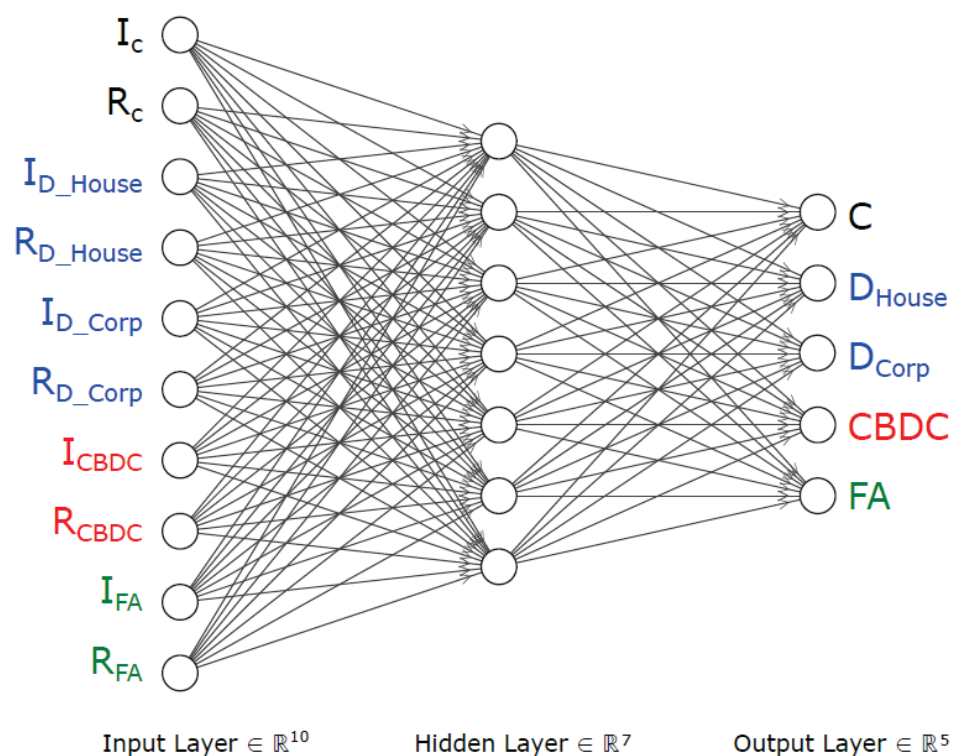 I_c
R_c
I_D_House
R_D_House
I_D_Corp
R_D_Corp
I_CBDC
R_CBDC
I_FA
R_FA
C
D_House
D_Corp
CBDC
FA
Input Layer ∈ ℝ¹⁰
Hidden Layer ∈ ℝ⁷
Output Layer ∈ ℝ⁵